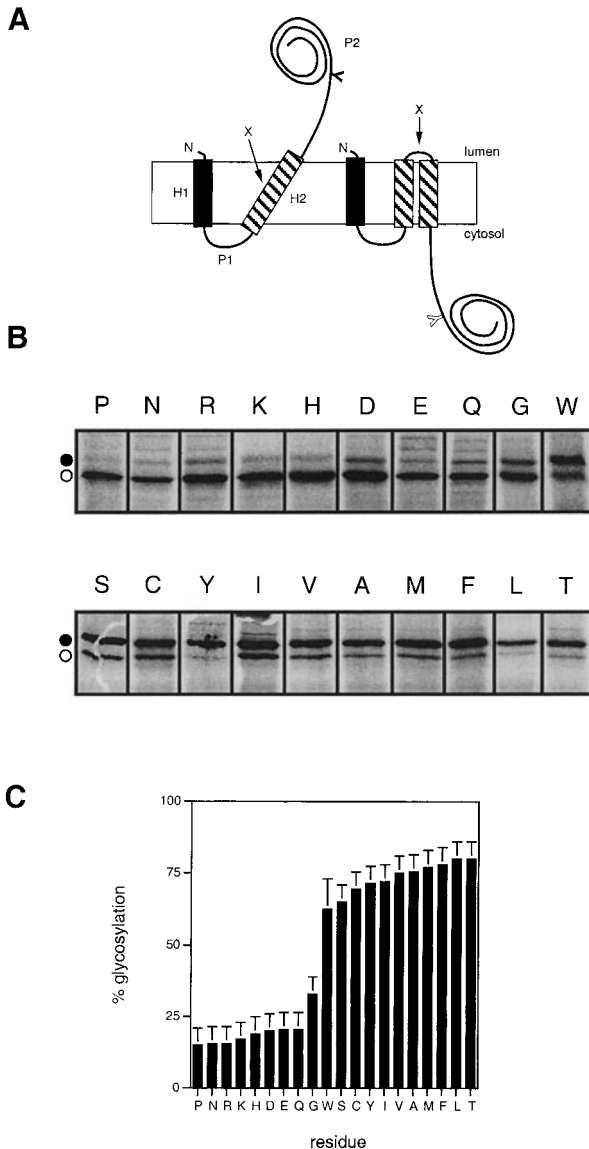 A
P2
X
X
N
N
lumen
H1
H2
cytosol
P1
B
P N R K H D E Q G W
S C Y I V A M F L T
C
100
75
50
25
0
% glycosylation
P N R K H D E Q G W S C Y I V A M F L T
residue